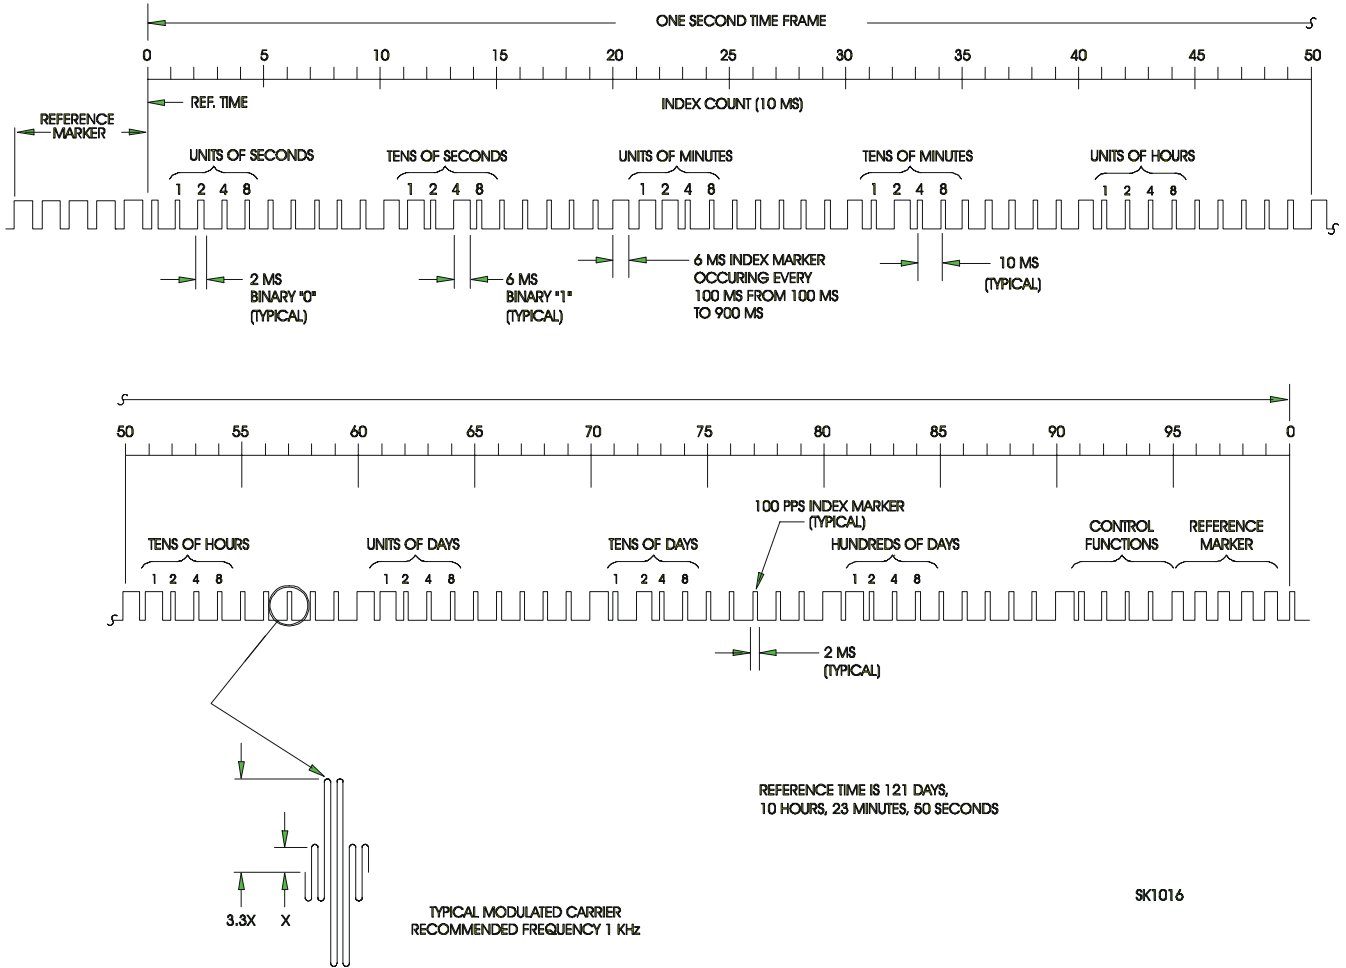 ONE SECOND TIME FRAME
0 5 10 15 20 25 30 35 40 45 50
REF. TIME
INDEX COUNT (10 MS)
REFERENCE
MARKER
UNITS OF SECONDS
TENS OF SECONDS
UNITS OF MINUTES
TENS OF MINUTES
UNITS OF HOURS
1 2 4 8
1 2 4 8
1 2 4 8
1 2 4 8
1 2 4 8
2 MS
BINARY "0"
(TYPICAL)
6 MS
BINARY "1"
(TYPICAL)
6 MS INDEX MARKER
OCCURING EVERY
100 MS FROM 100 MS
TO 900 MS
10 MS
(TYPICAL)
50 55 60 65 70 75 80 85 90 95 0
100 PPS INDEX MARKER
(TYPICAL)
TENS OF HOURS
UNITS OF DAYS
TENS OF DAYS
HUNDREDS OF DAYS
CONTROL
FUNCTIONS
REFERENCE
MARKER
1 2 4 8
1 2 4 8
1 2 4 8
1 2 4 8
2 MS
(TYPICAL)
REFERENCE TIME IS 121 DAYS,
10 HOURS, 23 MINUTES, 50 SECONDS
3.3X
X
TYPICAL MODULATED CARRIER
RECOMMENDED FREQUENCY 1 KHz
SK1016